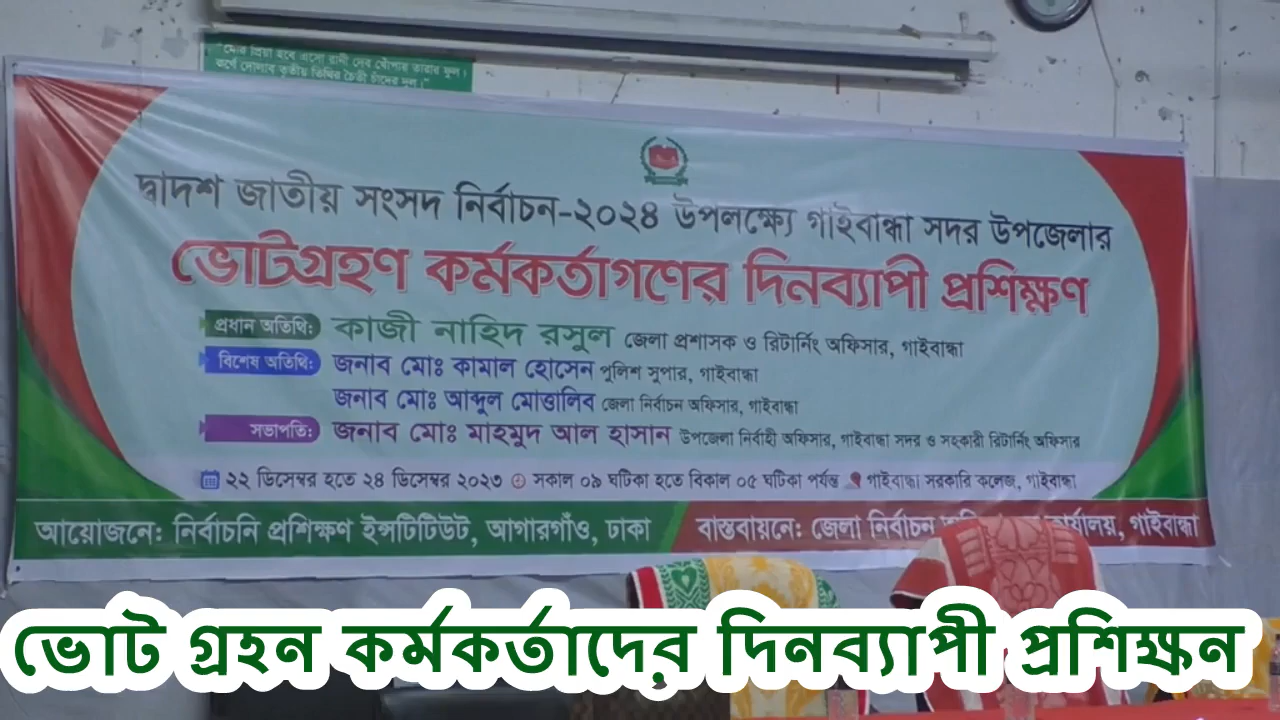 "মোর প্রিয়া হবে এসো রানী দেব খোঁপায় তারার ফুল।
কর্ণে দোলাব তৃতীয়া তিথির চৈতী চাঁদের দুল।"
দ্বাদশ জাতীয় সংসদ নির্বাচন-২০২৪ উপলক্ষ্যে গাইবান্ধা সদর উপজেলার
ভোটগ্রহণ কর্মকর্তাগণের দিনব্যাপী প্রশিক্ষণ
প্রধান অতিথি: কাজী নাহিদ রসুল জেলা প্রশাসক ও রিটার্নিং অফিসার, গাইবান্ধা
বিশেষ অতিথি: জনাব মোঃ কামাল হোসেন পুলিশ সুপার, গাইবান্ধা
জনাব মোঃ আব্দুল মোত্তালিব জেলা নির্বাচন অফিসার, গাইবান্ধা
সভাপতি: জনাব মোঃ মাহমুদ আল হাসান উপজেলা নির্বাহী অফিসার, গাইবান্ধা সদর ও সহকারী রিটার্নিং অফিসার
২২ ডিসেম্বর হতে ২৪ ডিসেম্বর ২০২৩ সকাল ০৯ ঘটিকা হতে বিকাল ০৫ ঘটিকা পর্যন্ত গাইবান্ধা সরকারি কলেজ, গাইবান্ধা
আয়োজনে: নির্বাচনি প্রশিক্ষণ ইন্সটিটিউট, আগারগাঁও, ঢাকা
বাস্তবায়নে: জেলা নির্বাচন কার্যালয়, গাইবান্ধা
ভোট গ্রহন কর্মকর্তাদের দিনব্যাপী প্রশিক্ষন